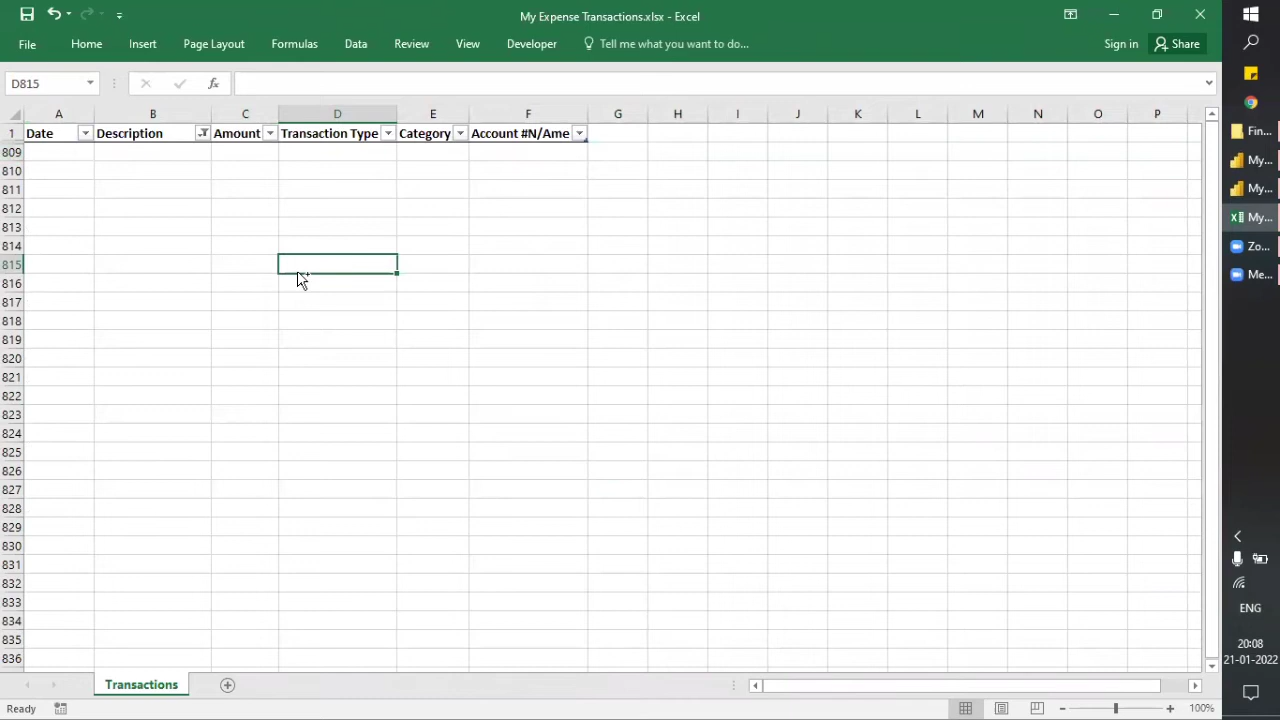 My Expense Transactions.xlsx - Excel
File Home Insert Page Layout Formulas Data Review View Developer Tell me what you want to do... Sign in Share
D815 fx
A B C D E F G H I J K L M N O P
1 Date Description Amount Transaction Type Category Account #N/Ame
809
810
811
812
813
814
815
816
817
818
819
820
821
822
823
824
825
826
827
828
829
830
831
832
833
834
835
836
Transactions
Ready 100%
Fin...
My...
My...
My...
Zo...
Me...
ENG
20:08
21-01-2022